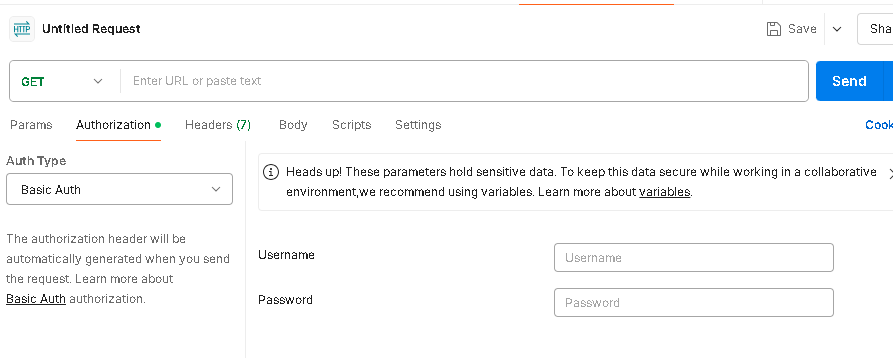 HTTP Untitled Request Save Sha
GET Enter URL or paste text Send
Params Authorization Headers (7) Body Scripts Settings Cook
Auth Type
Basic Auth
Heads up! These parameters hold sensitive data. To keep this data secure while working in a collaborative
environment,we recommend using variables. Learn more about variables.
The authorization header will be
automatically generated when you send
the request. Learn more about
Basic Auth authorization.
Username Username
Password Password